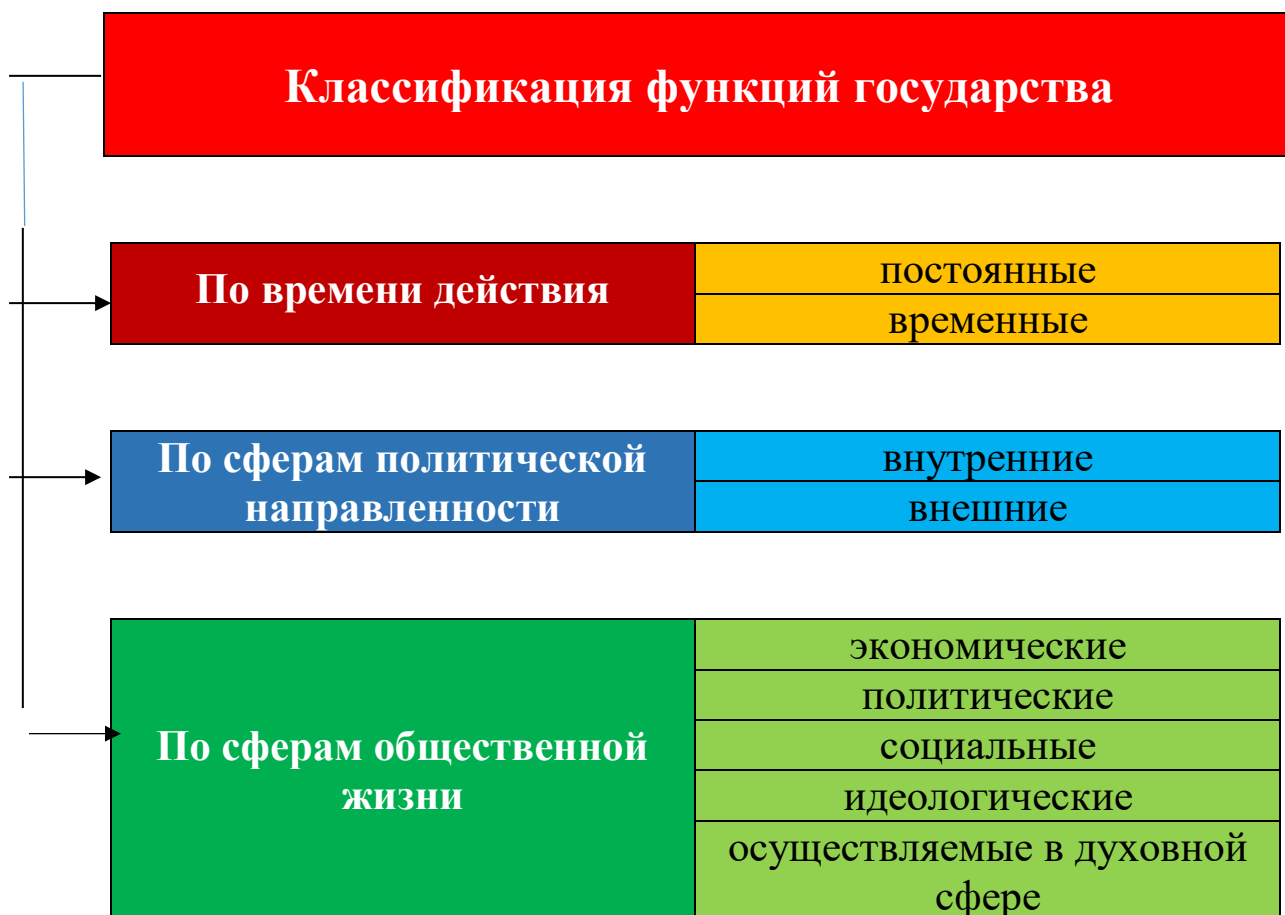 Классификация функций государства
По времени действия
постоянные
временные
По сферам политической
направленности
внутренние
внешние
По сферам общественной
жизни
экономические
политические
социальные
идеологические
осуществляемые в духовной
сфере